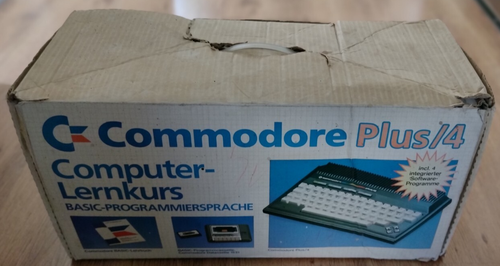 Commodore Plus/4
Computer-
Lernkurs
BASIC-PROGRAMMIERSPRACHE
incl. 4
integrierter
Software-
Programme